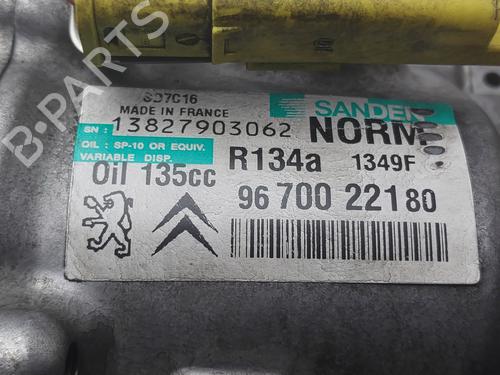 SD7C16
MADE IN FRANCE
SANDEN
SN : 13827903062
NORM
OIL : SP-10 OR EQUIV.
VARIABLE DISP.
R134a 1349F
Oil 135cc
96 700 221 80